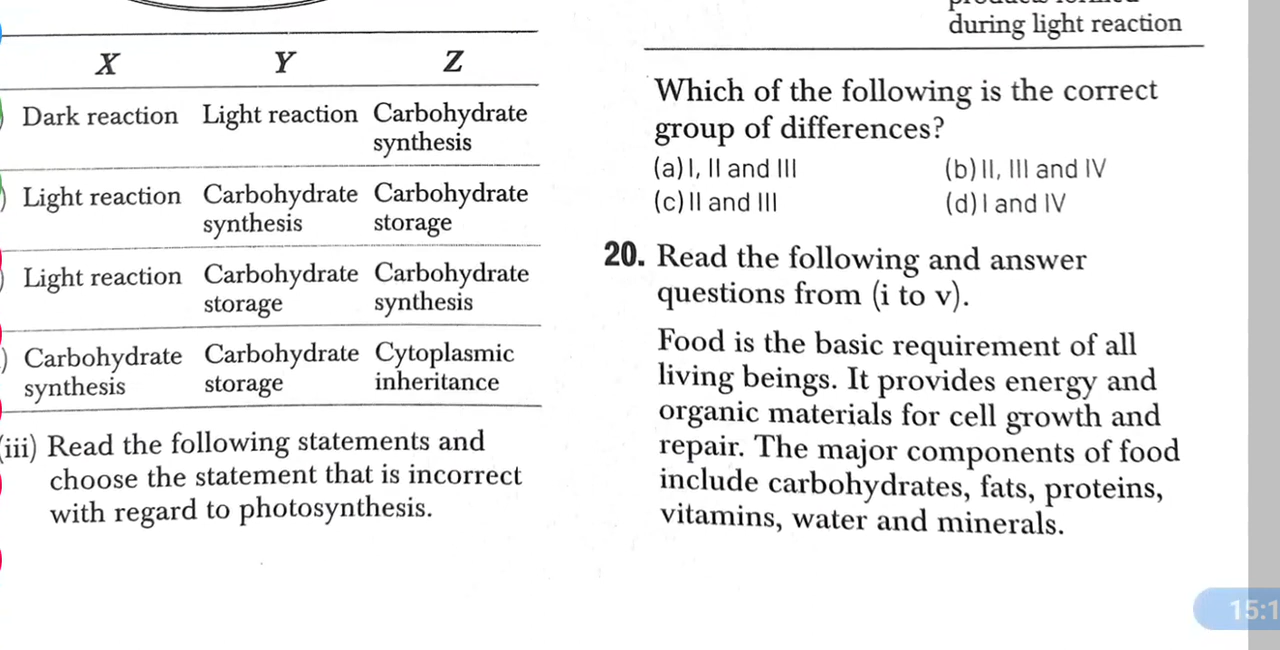 X Y Z
Dark reaction Light reaction Carbohydrate
synthesis
Light reaction Carbohydrate Carbohydrate
synthesis storage
Light reaction Carbohydrate Carbohydrate
storage synthesis
Carbohydrate Carbohydrate Cytoplasmic
synthesis storage inheritance
(iii) Read the following statements and
choose the statement that is incorrect
with regard to photosynthesis.
during light reaction
Which of the following is the correct
group of differences?
(a) I, II and III (b) II, III and IV
(c) II and III (d) I and IV
20. Read the following and answer
questions from (i to v).
Food is the basic requirement of all
living beings. It provides energy and
organic materials for cell growth and
repair. The major components of food
include carbohydrates, fats, proteins,
vitamins, water and minerals.